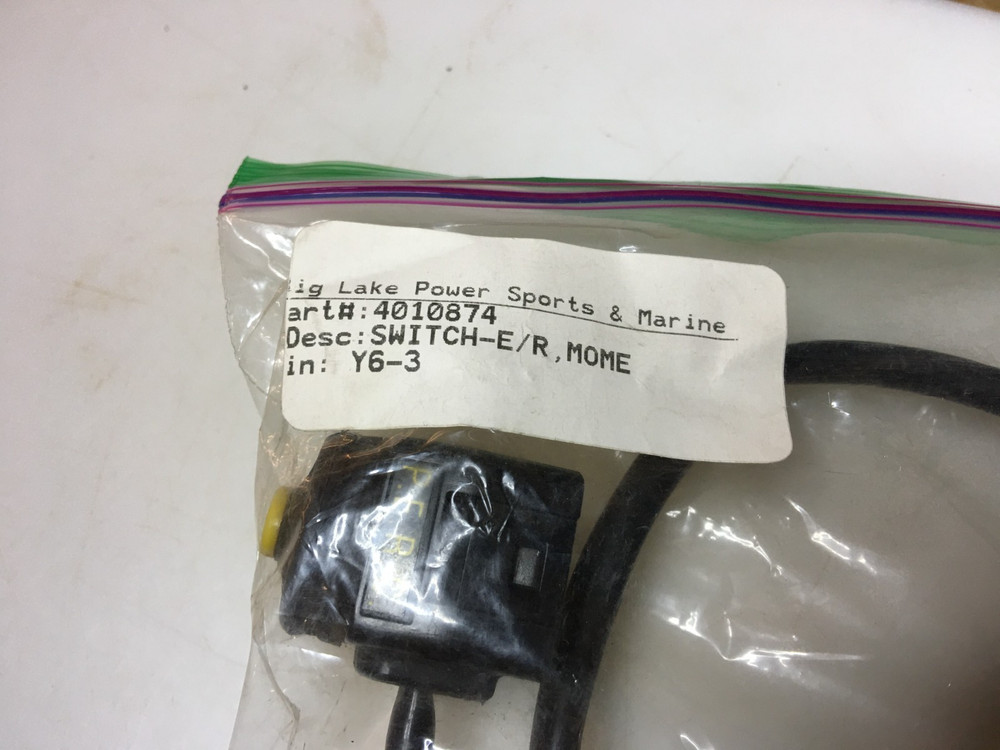 ig Lake Power Sports & Marine
art#:4010874
Desc:SWITCH-E/R,MOME
in: Y6-3